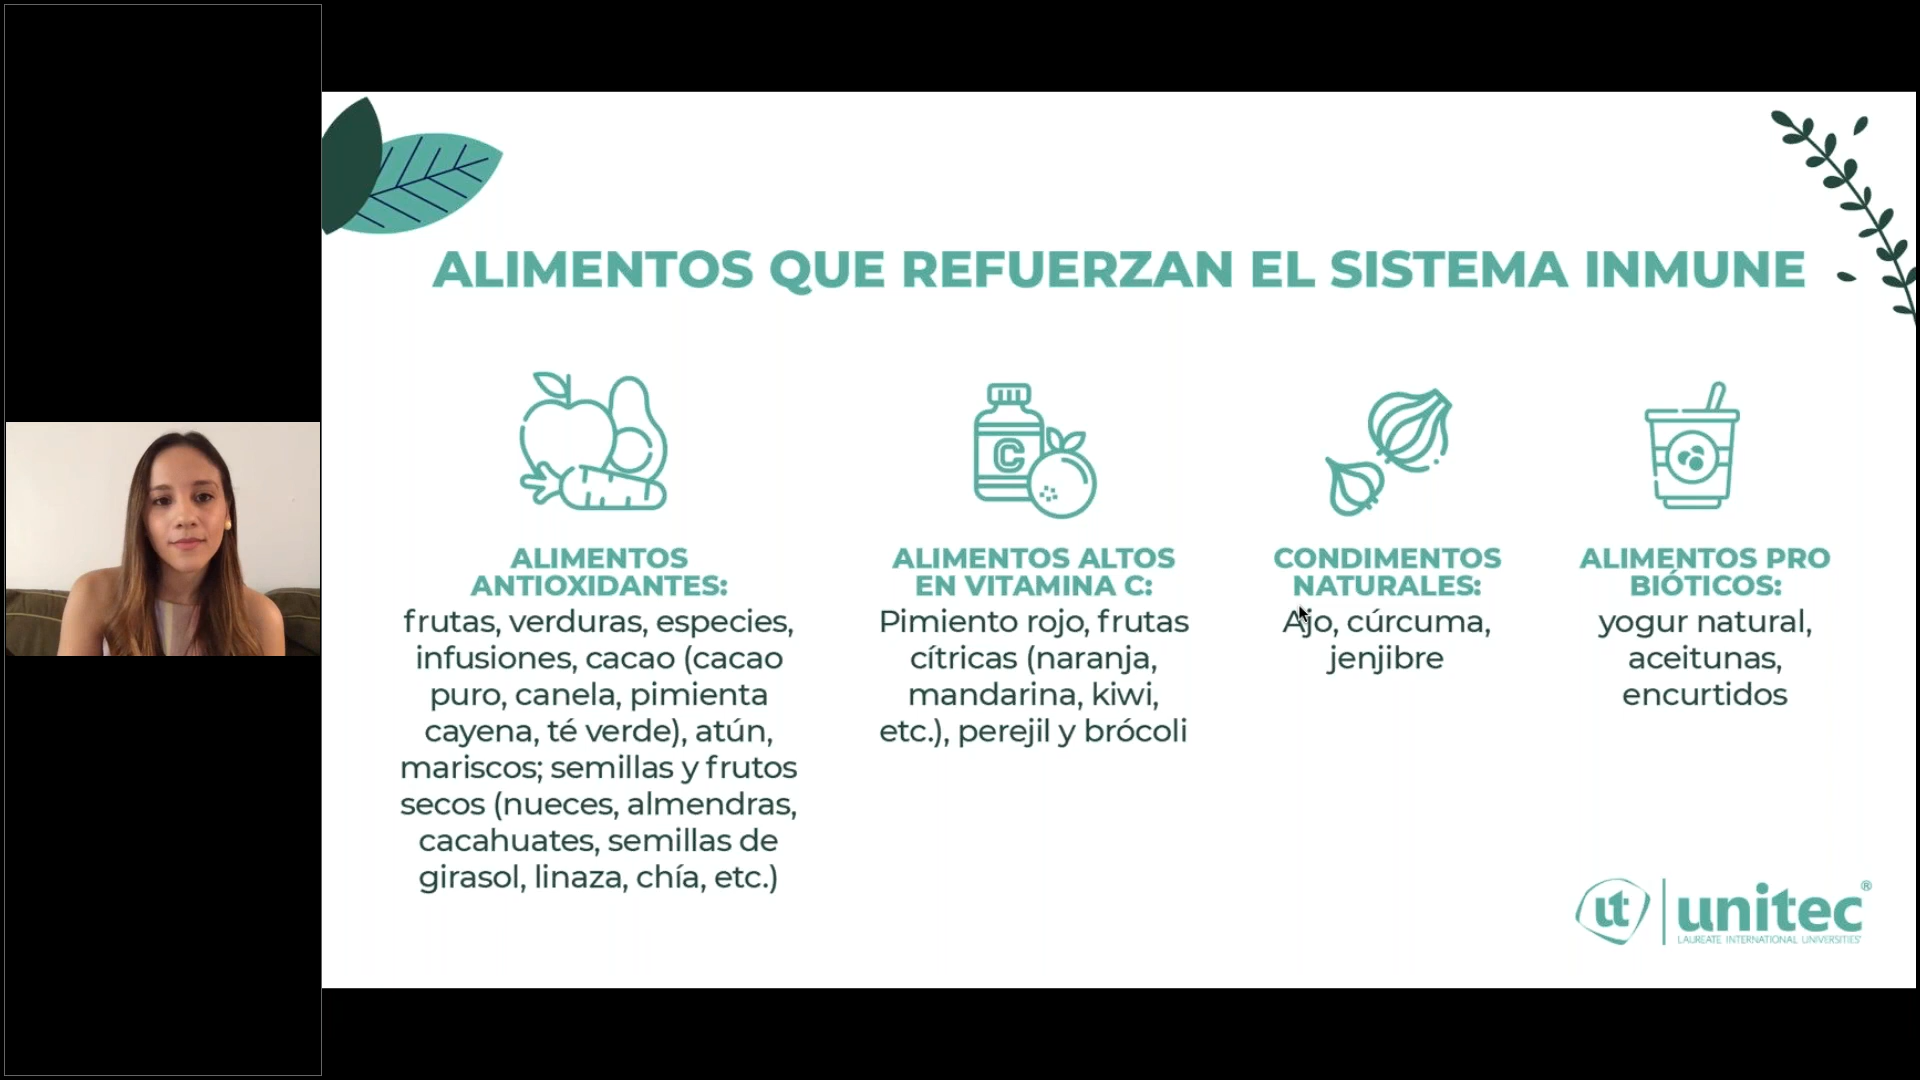 ALIMENTOS QUE REFUERZAN EL SISTEMA INMUNE
ALIMENTOS
ANTIOXIDANTES:
frutas, verduras, especies,
infusiones, cacao (cacao
puro, canela, pimienta
cayena, té verde), atún,
mariscos; semillas y frutos
secos (nueces, almendras,
cacahuates, semillas de
girasol, linaza, chía, etc.)
C
ALIMENTOS ALTOS
EN VITAMINA C:
Pimiento rojo, frutas
cítricas (naranja,
mandarina, kiwi,
etc.), perejil y brócoli
CONDIMENTOS
NATURALES:
Ajo, cúrcuma,
jenjibre
ALIMENTOS PRO
BIÓTICOS:
yogur natural,
aceitunas,
encurtidos
ut unitec®
LAUREATE INTERNATIONAL UNIVERSITIES